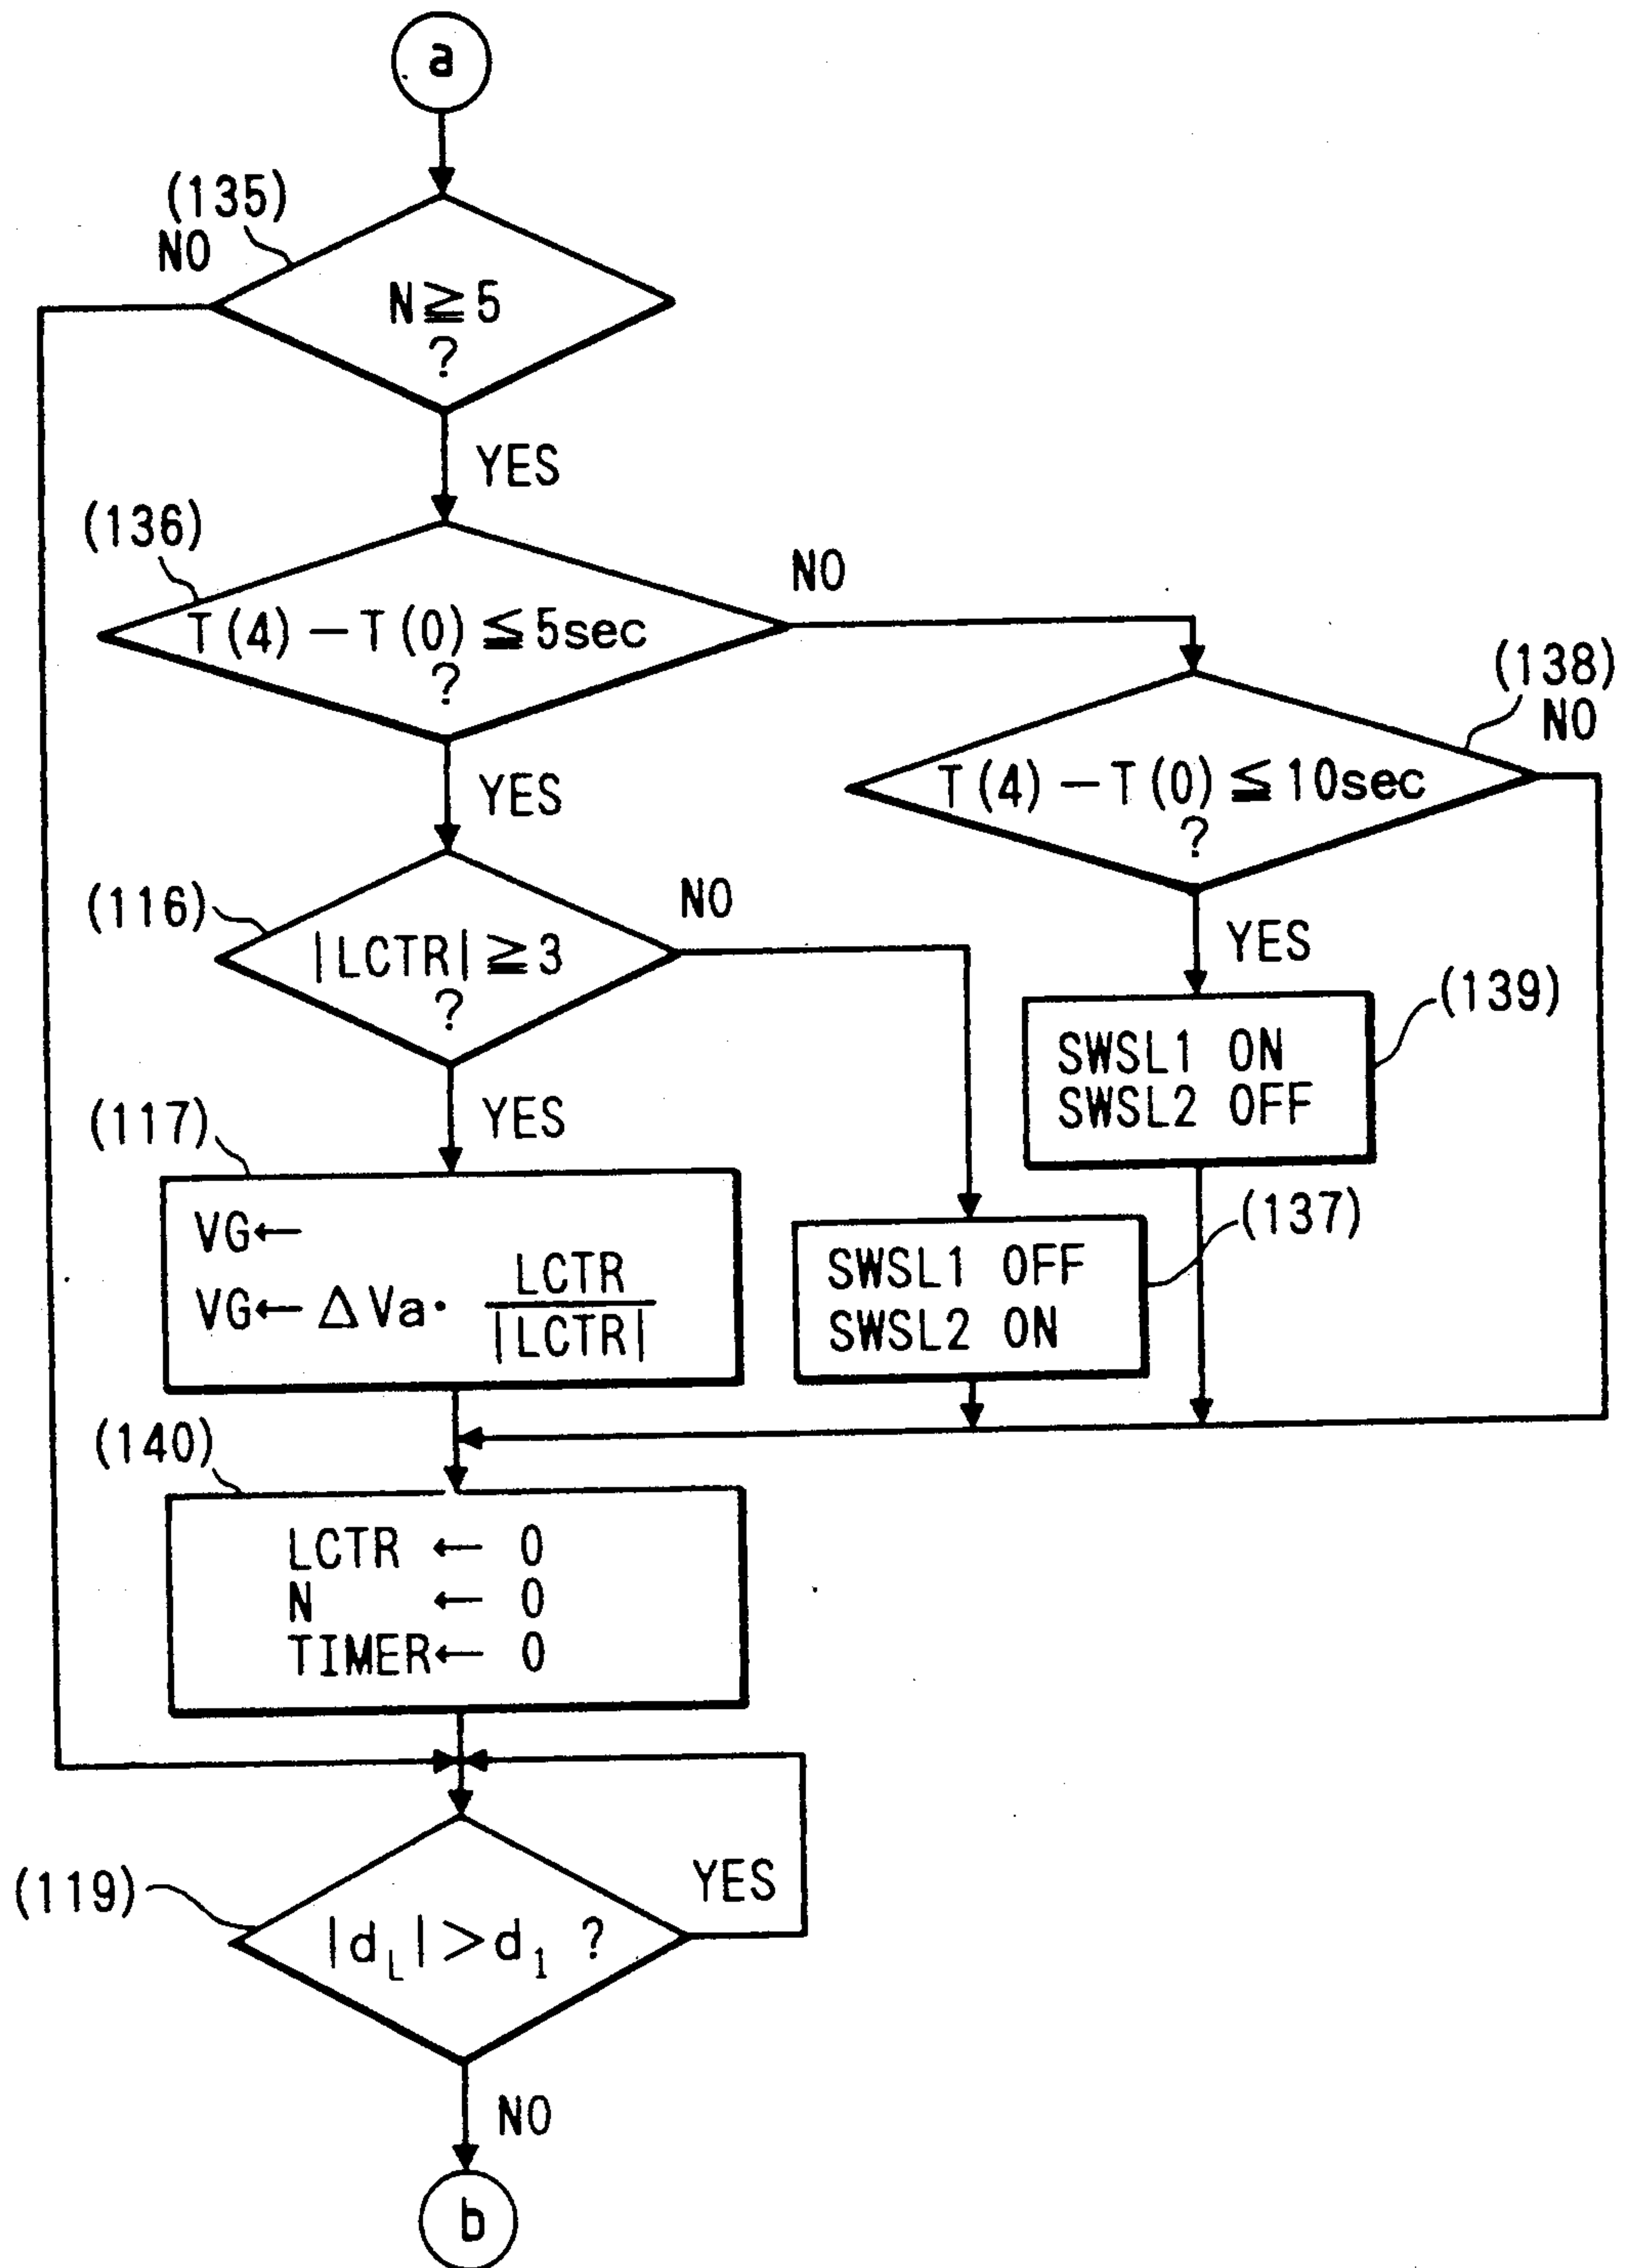 a
(135)
NO
N≧5
?
YES
(136)
NO
T(4)−T(0)≦5sec
?
(138)
NO
T(4)−T(0)≦10sec
?
YES
YES
(116)
NO
|LCTR|≧3
?
(139)
SWSL1 ON
SWSL2 OFF
YES
(117)
VG←
VG←ΔVa· LCTR
|LCTR|
(137)
SWSL1 OFF
SWSL2 ON
(140)
LCTR ← 0
N ← 0
TIMER← 0
(119)
YES
|dL|>d1 ?
NO
b